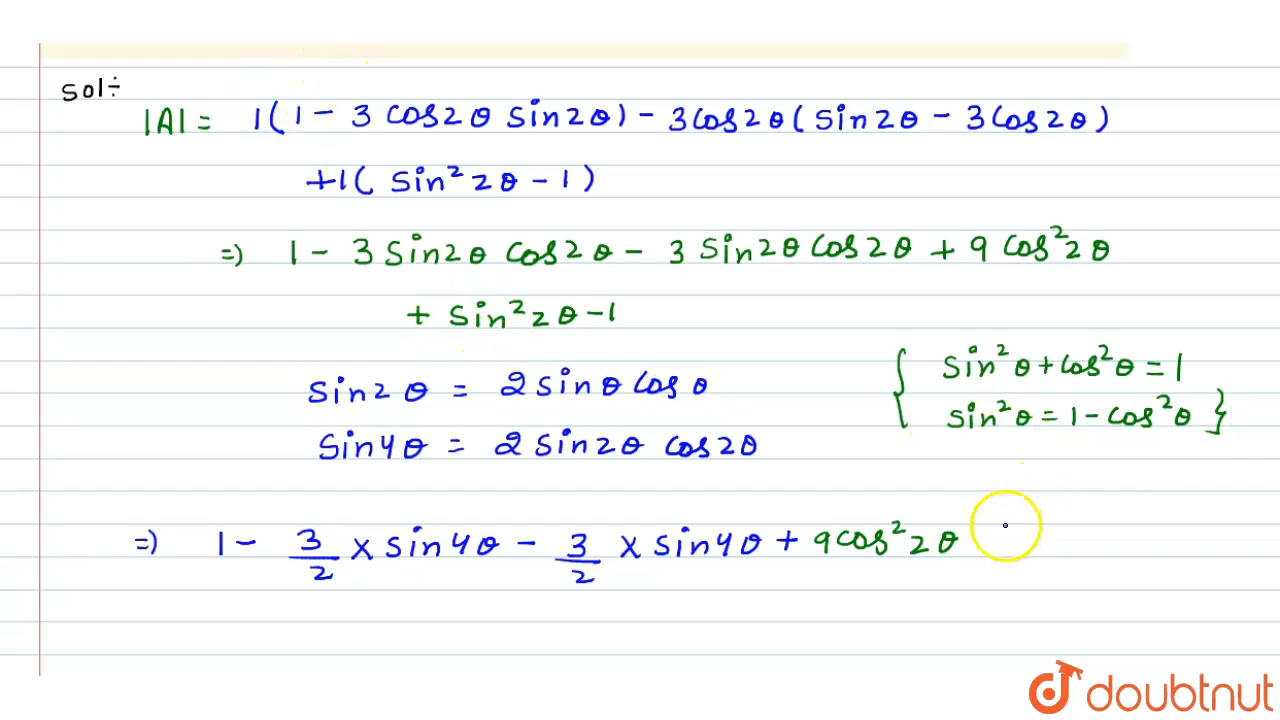 Sol÷
|A| = 1(1 - 3 cos2θ sin2θ) - 3cos2θ(sin2θ - 3cos2θ)
+1( sin²2θ - 1)
=) 1 - 3 sin2θ cos2θ - 3 sin2θ cos2θ + 9 cos²2θ
+ sin²2θ - 1
sin2θ = 2 sinθ cosθ
sin4θ = 2 sin2θ cos2θ
{ sin²θ + cos²θ = 1
sin²θ = 1 - cos²θ }
=) 1 - 3/2 × sin4θ - 3/2 × sin4θ + 9cos²2θ
doubtnut